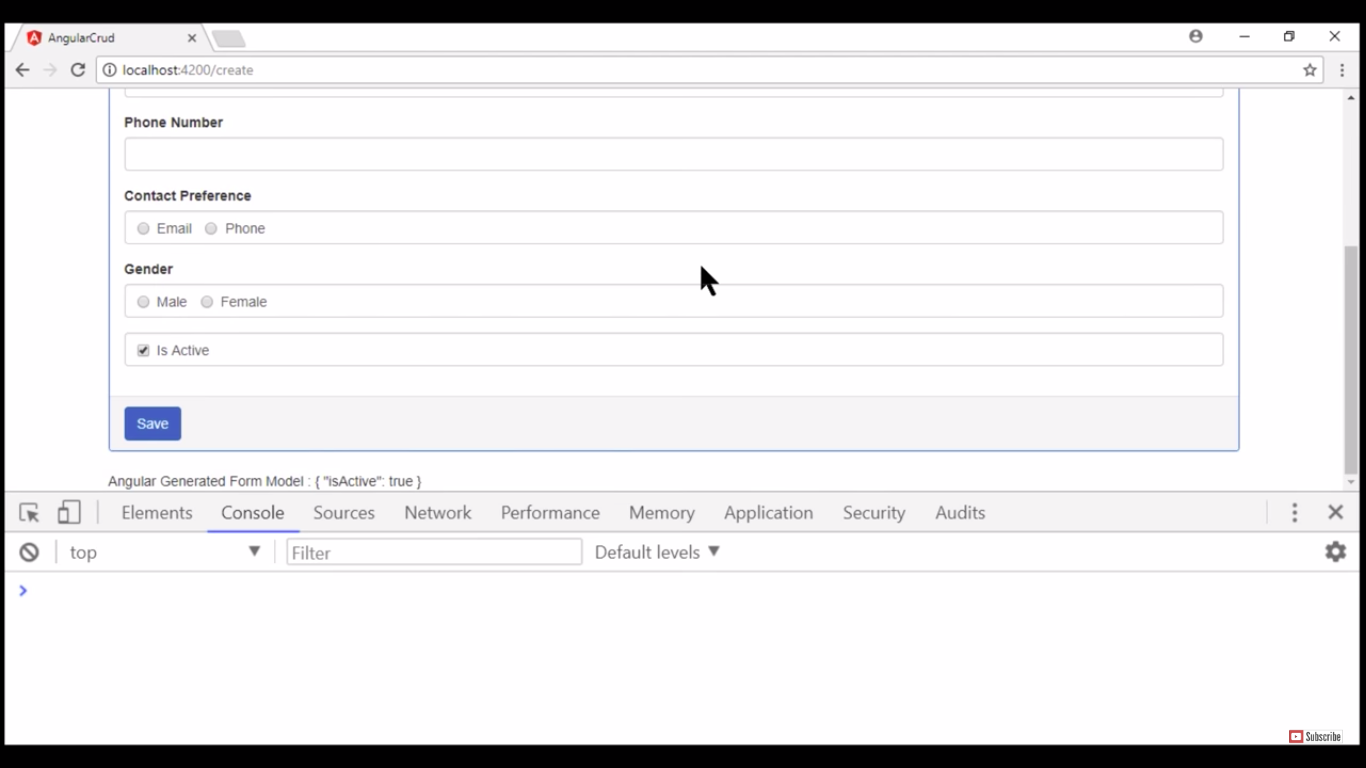 AngularCrud
localhost:4200/create
Phone Number
Contact Preference
Email Phone
Gender
Male Female
Is Active
Save
Angular Generated Form Model : { "isActive": true }
Elements Console Sources Network Performance Memory Application Security Audits
top Filter Default levels
Subscribe